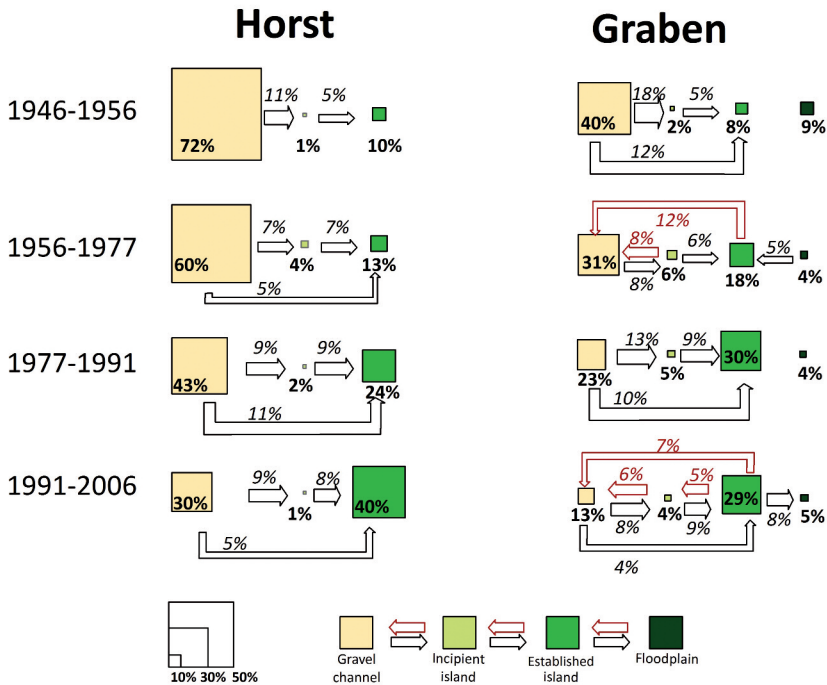 Horst Graben
1946-1956
11% 5%
72% 1% 10%
18% 5%
40% 2% 8% 9%
12%
1956-1977
7% 7%
60% 4% 13%
5%
12%
8% 6% 5%
31% 6% 18% 4%
8%
1977-1991
9% 9%
43% 2% 24%
11%
13% 9%
23% 5% 30% 4%
10%
1991-2006
9% 8%
30% 1% 40%
5%
7%
6% 5%
13% 4% 29% 5%
8% 9% 8%
4%
10% 30% 50%
Gravel channel
Incipient island
Established island
Floodplain